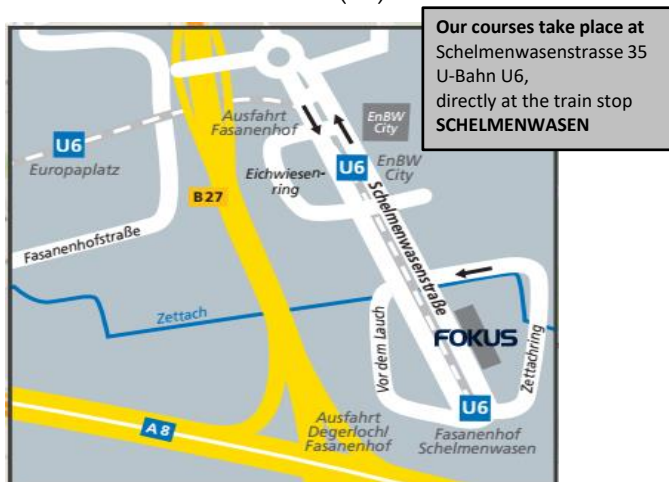 Our courses take place at
Schelmenwasenstrasse 35
U-Bahn U6,
directly at the train stop
SCHELMENWASEN
Ausfahrt
Fasanenhof
EnBW
City
U6
Europaplatz
U6
EnBW
City
Eichwiesen-
ring
B27
Schelmenwasenstraße
Fasanenhofstraße
Zettach
FOKUS
Vor dem Lauch
Zettachring
U6
Fasanenhof
Schelmenwasen
A 8
Ausfahrt
Degerloch/
Fasanenhof